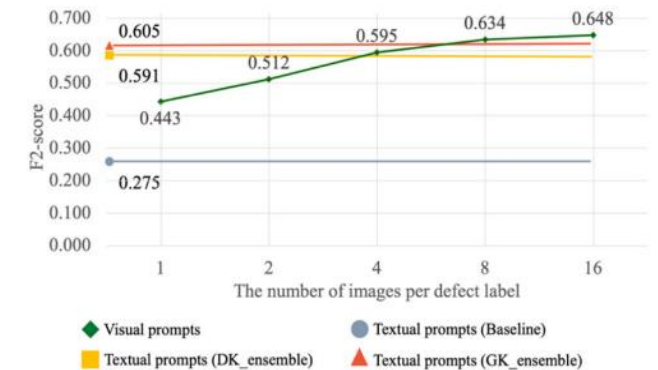 0.700
0.600
0.500
0.400
0.300
0.200
0.100
0.000
F2-score
0.605
0.591
0.443
0.512
0.595
0.634
0.648
0.275
1 2 4 8 16
The number of images per defect label
Visual prompts
Textual prompts (Baseline)
Textual prompts (DK_ensemble)
Textual prompts (GK_ensemble)